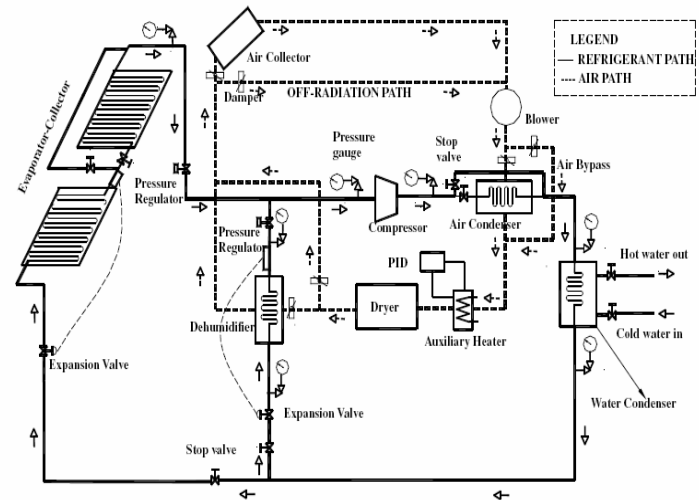 Air Collector
LEGEND
REFRIGERANT PATH
AIR PATH
Damper
OFF-RADIATION PATH
Blower
Evaporator-Collector
Pressure
gauge
Stop
valve
Air Bypass
Pressure
Regulator
Compressor
Air Condenser
Pressure
Regulator
PID
Hot water out
Dryer
Dehumidifier
Auxiliary Heater
Cold water in
Expansion Valve
Water Condenser
Expansion Valve
Stop valve